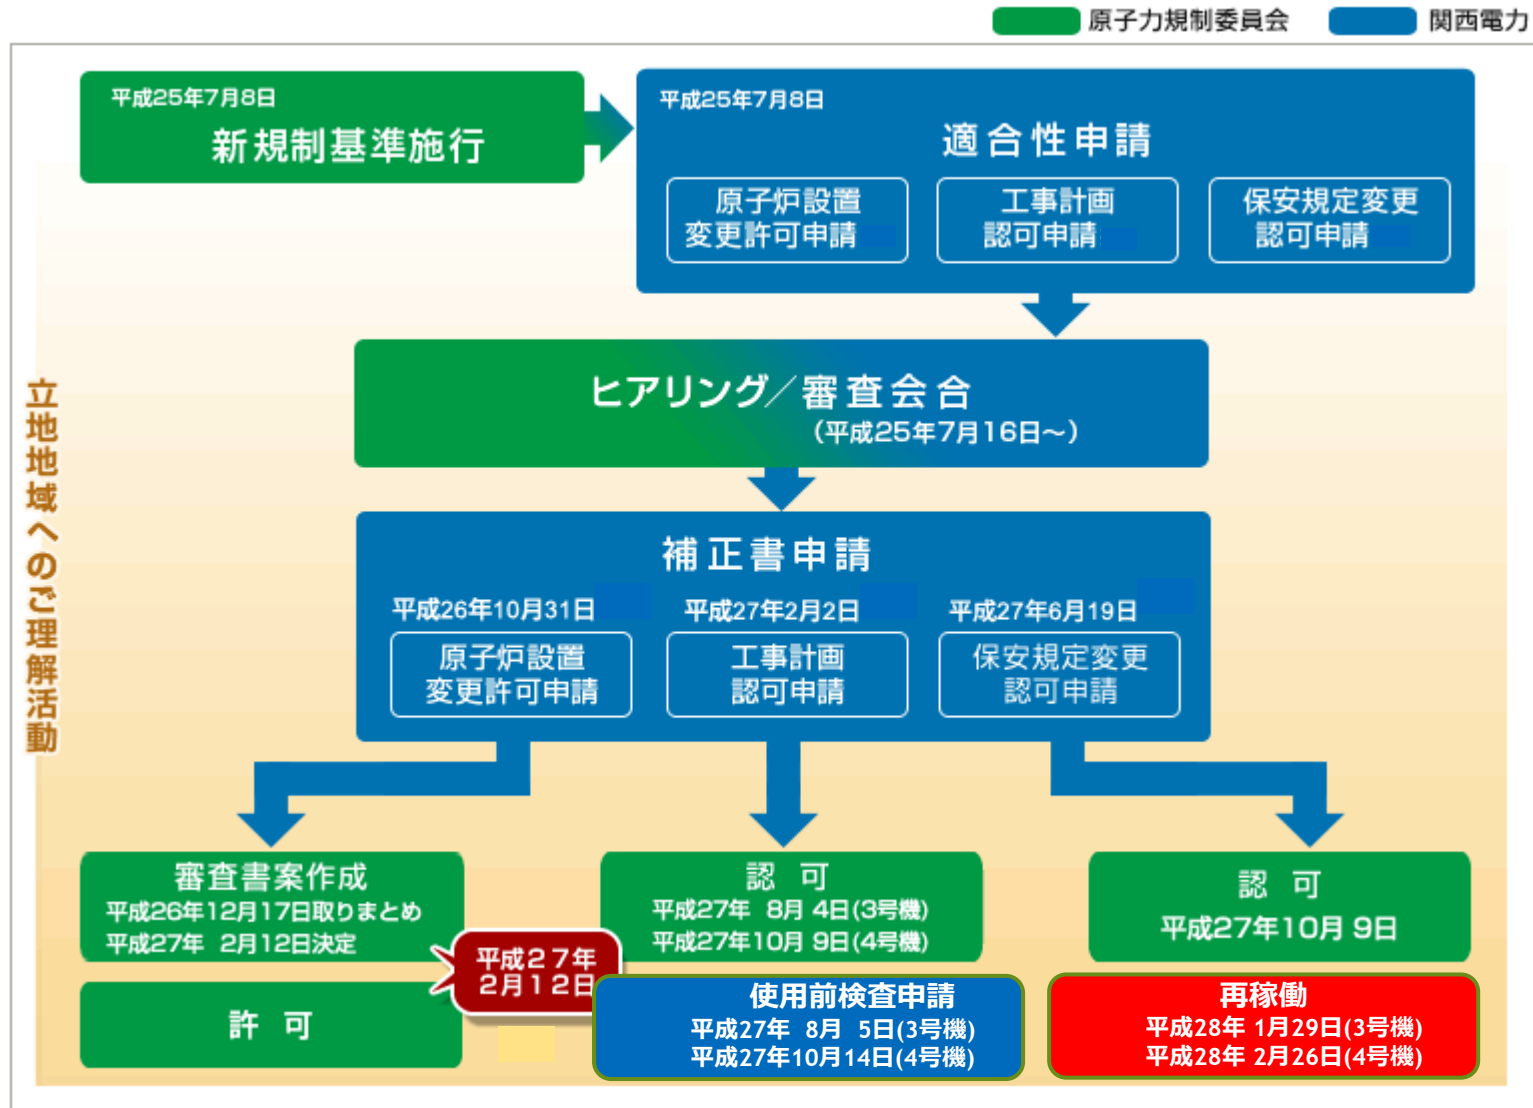 原子力規制委員会
関西電力
平成25年7月8日
新規制基準施行
平成25年7月8日
適合性申請
原子炉設置
変更許可申請
工事計画
認可申請
保安規定変更
認可申請
ヒアリング／審査会合
（平成25年7月16日～）
立地地域へのご理解活動
補正書申請
平成26年10月31日
原子炉設置
変更許可申請
平成27年2月2日
工事計画
認可申請
平成27年6月19日
保安規定変更
認可申請
審査書案作成
平成26年12月17日取りまとめ
平成27年 2月12日決定
平成27年
2月12日
許 可
認 可
平成27年 8月 4日(3号機)
平成27年10月 9日(4号機)
使用前検査申請
平成27年 8月 5日(3号機)
平成27年10月14日(4号機)
認 可
平成27年10月 9日
再稼働
平成28年 1月29日(3号機)
平成28年 2月26日(4号機)